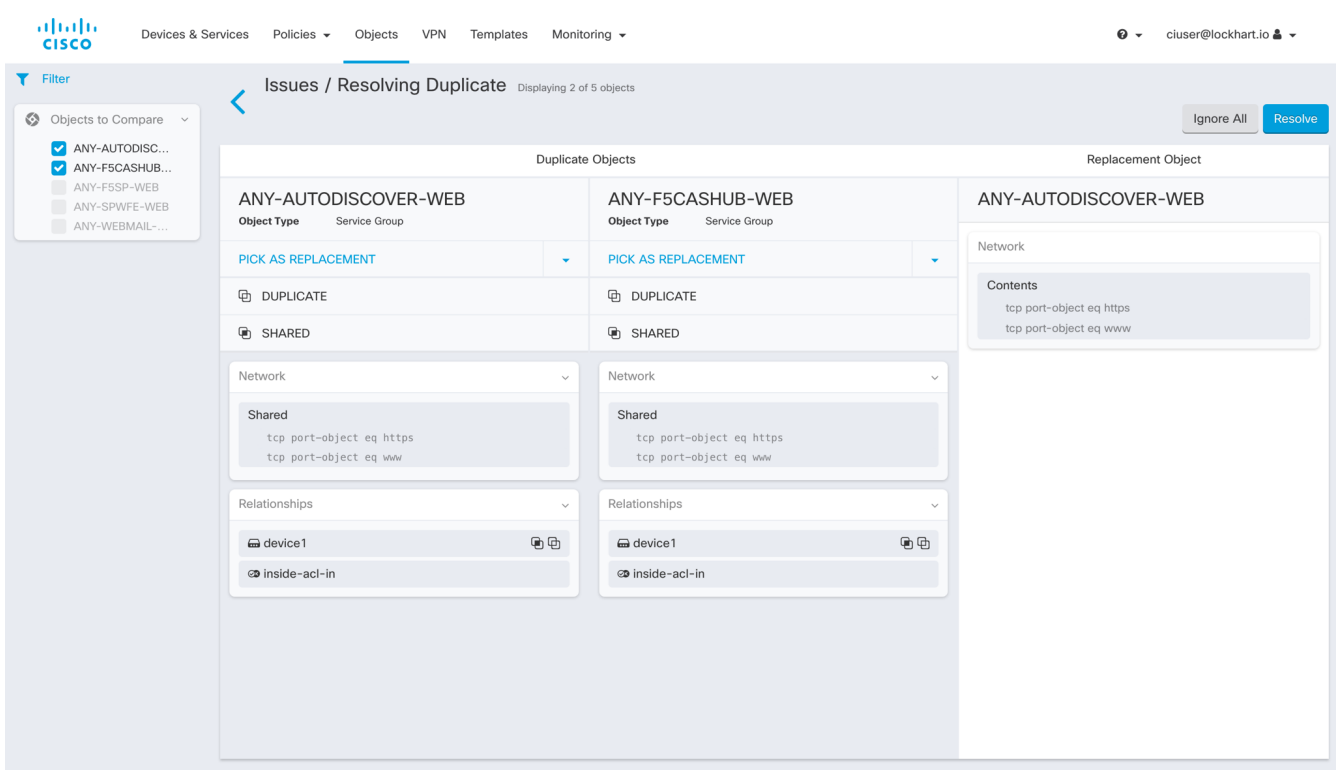 CISCO
Devices & Services Policies Objects VPN Templates Monitoring ciuser@lockhart.io
Filter
Objects to Compare
ANY-AUTODISC...
ANY-F5CASHUB...
ANY-F5SP-WEB
ANY-SPWFE-WEB
ANY-WEBMAIL-...
Issues / Resolving Duplicate Displaying 2 of 5 objects
Ignore All Resolve
Duplicate Objects Replacement Object
ANY-AUTODISCOVER-WEB
Object Type Service Group
PICK AS REPLACEMENT
DUPLICATE
SHARED
Network
Shared
tcp port-object eq https
tcp port-object eq www
Relationships
device1
inside-acl-in
ANY-F5CASHUB-WEB
Object Type Service Group
PICK AS REPLACEMENT
DUPLICATE
SHARED
Network
Shared
tcp port-object eq https
tcp port-object eq www
Relationships
device1
inside-acl-in
ANY-AUTODISCOVER-WEB
Network
Contents
tcp port-object eq https
tcp port-object eq www